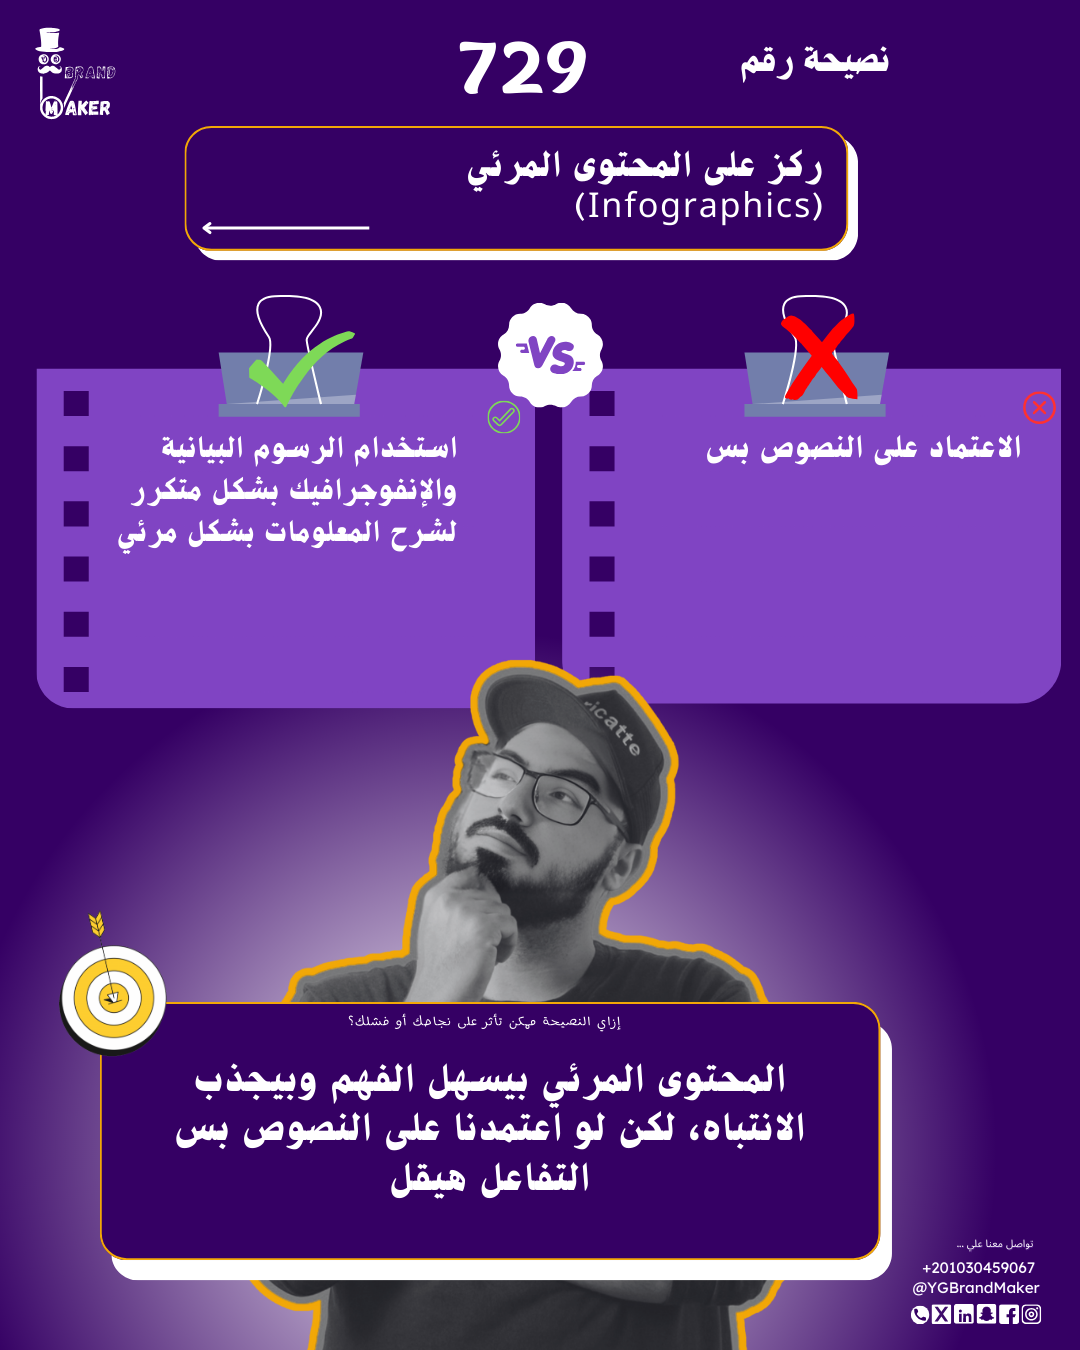 BRAND
MAKER
نصيحة رقم
729
ركز على المحتوى المرئي
(Infographics)
VS
الاعتماد على النصوص بس
استخدام الرسوم البيانية
والإنفوجرافيك بشكل متكرر
لشرح المعلومات بشكل مرئي
icatte
إزاي النصيحة ممكن تأثر على نجاحك أو فشلك؟
المحتوى المرئي بيسهل الفهم وبيجذب
الانتباه، لكن لو اعتمدنا على النصوص بس
التفاعل هيقل
تواصل معنا علي ...
+201030459067
@YGBrandMaker